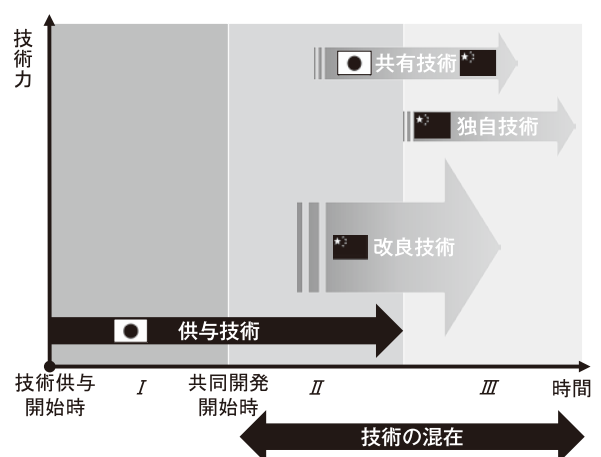 技術力
共有技術
独自技術
改良技術
供与技術
技術供与
開始時
Ⅰ
共同開発
開始時
Ⅱ
Ⅲ
時間
技術の混在